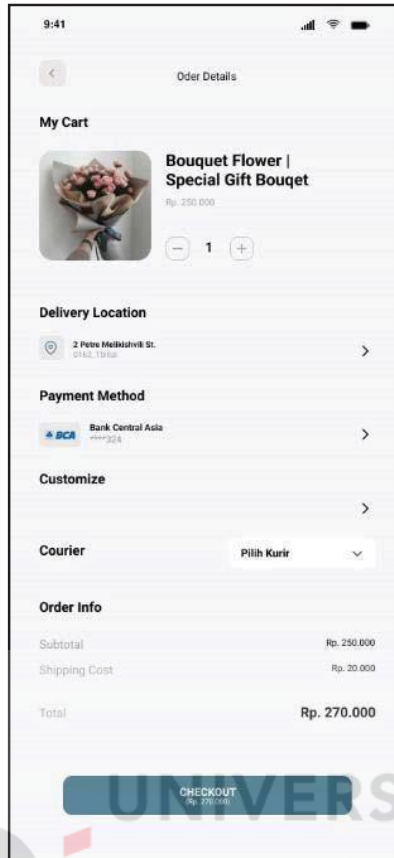 9:41
Oder Details
My Cart
Bouquet Flower |
Special Gift Bouqet
Rp. 250.000
1
Delivery Location
2 Petre Melikishvili St.
0162, Tbilisi
Payment Method
BCA
Bank Central Asia
****324
Customize
Courier
Pilih Kurir
Order Info
Subtotal
Rp. 250.000
Shipping Cost
Rp. 20.000
Total
Rp. 270.000
CHECKOUT
(Rp. 270.000)
UNIVERS